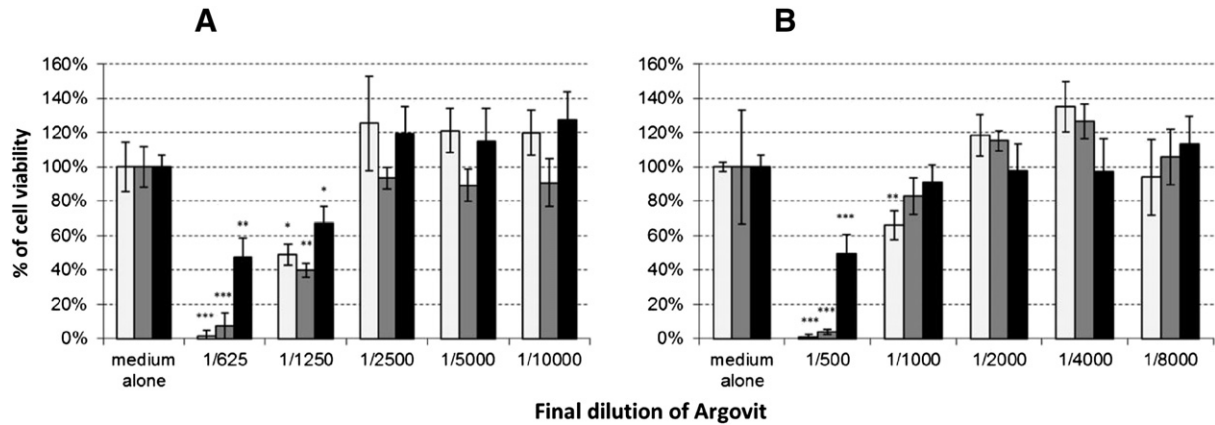 A
B
% of cell viability
160%
140%
120%
100%
80%
60%
40%
20%
0%
*** *** **
* ** *
medium alone 1/625 1/1250 1/2500 1/5000 1/10000
160%
140%
120%
100%
80%
60%
40%
20%
0%
*** *** ***
**
medium alone 1/500 1/1000 1/2000 1/4000 1/8000
Final dilution of Argovit